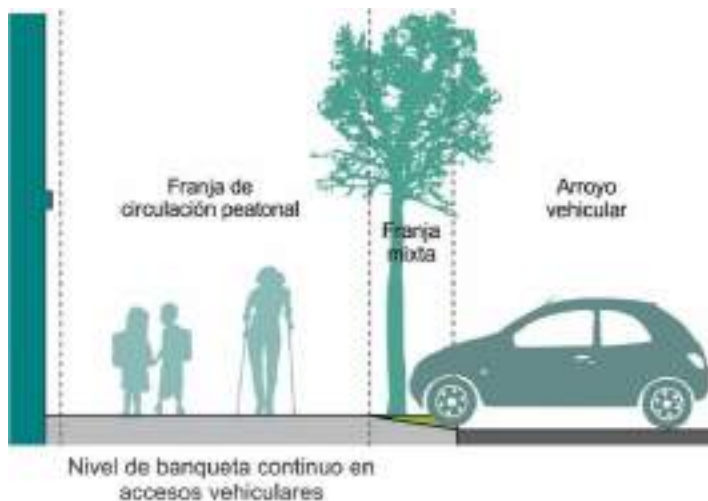 Franja de
circulación peatonal
Franja
mixta
Arroyo
vehicular
Nivel de banqueta continuo en
accesos vehiculares